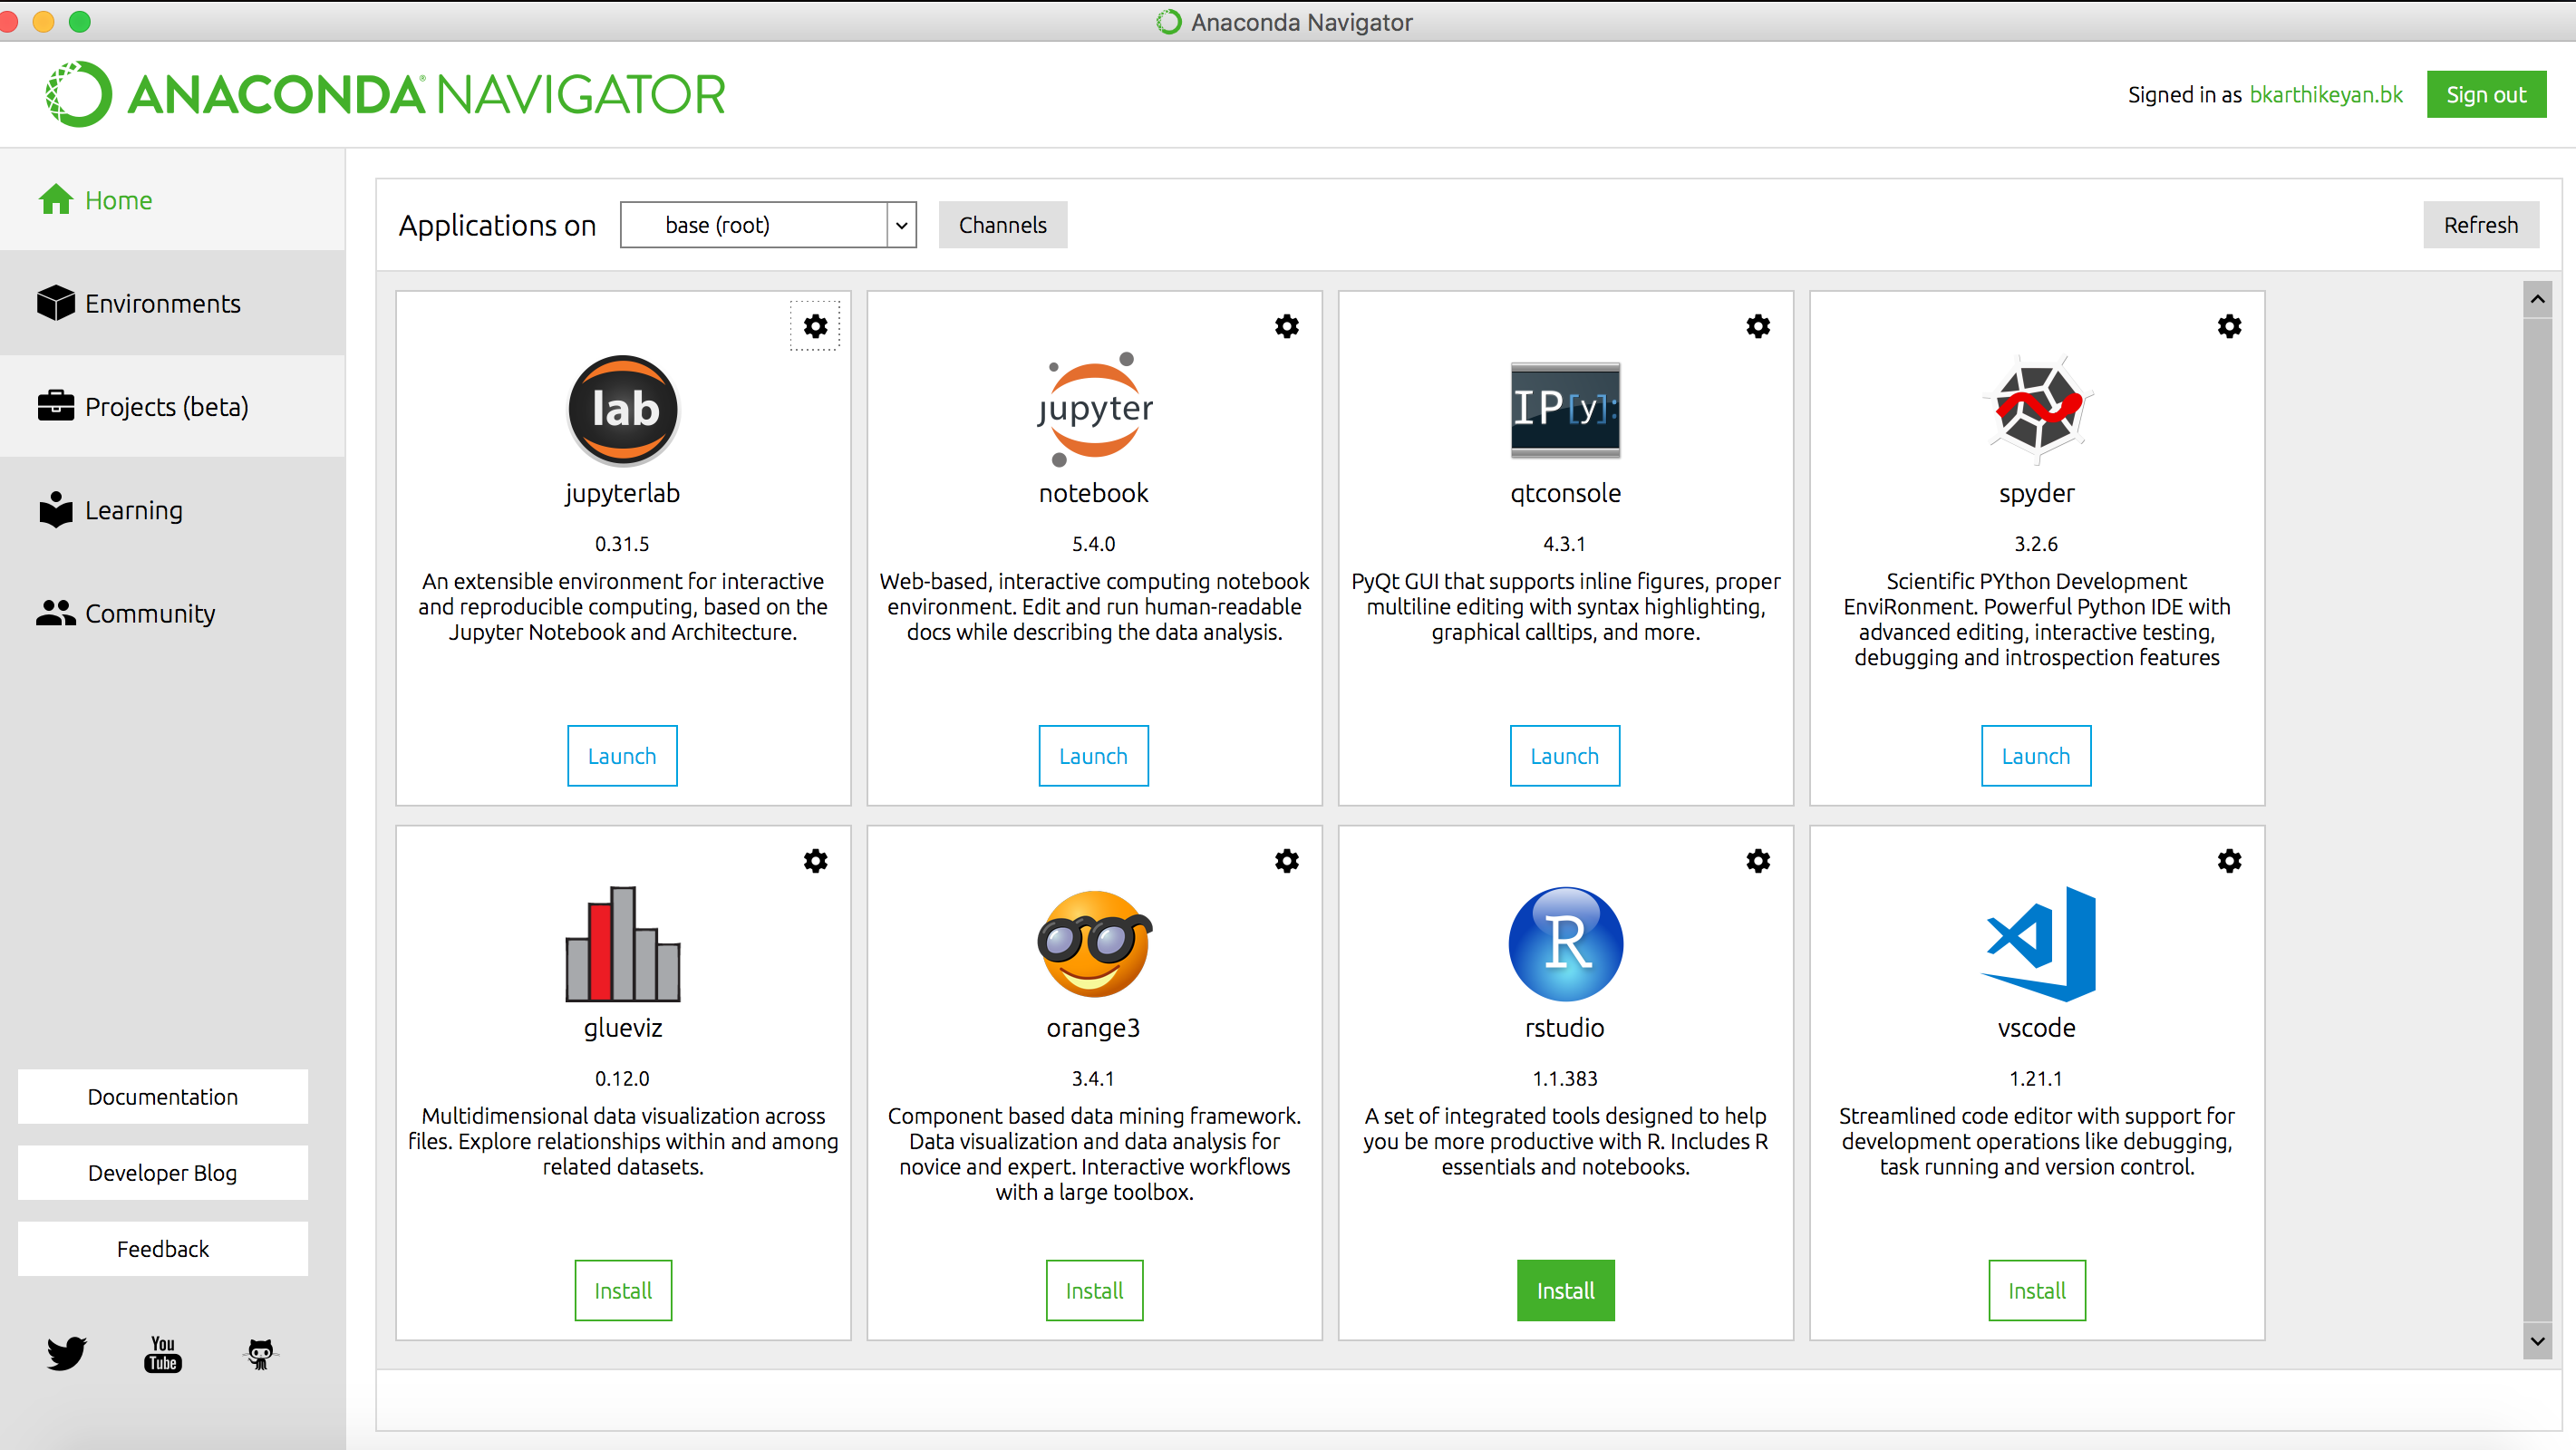 Anaconda Navigator
ANACONDA® NAVIGATOR
Signed in as bkarthikeyan.bk
Sign out
Home
Environments
Projects (beta)
Learning
Community
Documentation
Developer Blog
Feedback
You
Tube
Applications on
base (root)
Channels
Refresh
lab
jupyterlab
0.31.5
An extensible environment for interactive
and reproducible computing, based on the
Jupyter Notebook and Architecture.
Launch
jupyter
notebook
5.4.0
Web-based, interactive computing notebook
environment. Edit and run human-readable
docs while describing the data analysis.
Launch
IP[y]:
qtconsole
4.3.1
PyQt GUI that supports inline figures, proper
multiline editing with syntax highlighting,
graphical calltips, and more.
Launch
spyder
3.2.6
Scientific PYthon Development
EnviRonment. Powerful Python IDE with
advanced editing, interactive testing,
debugging and introspection features
Launch
glueviz
0.12.0
Multidimensional data visualization across
files. Explore relationships within and among
related datasets.
Install
orange3
3.4.1
Component based data mining framework.
Data visualization and data analysis for
novice and expert. Interactive workflows
with a large toolbox.
Install
R
rstudio
1.1.383
A set of integrated tools designed to help
you be more productive with R. Includes R
essentials and notebooks.
Install
vscode
1.21.1
Streamlined code editor with support for
development operations like debugging,
task running and version control.
Install